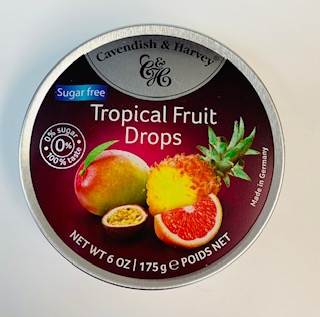 Cavendish & Harvey
C&H
Sugar free
Tropical Fruit
Drops
0% sugar
0%
100% taste
Made in Germany
NET WT 6 OZ | 175g ℮ POIDS NET